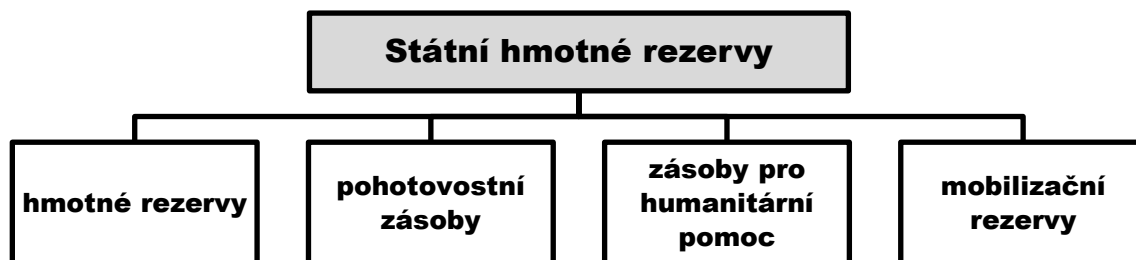 Státní hmotné rezervy
hmotné rezervy
pohotovostní
zásoby
zásoby pro
humanitární
pomoc
mobilizační
rezervy